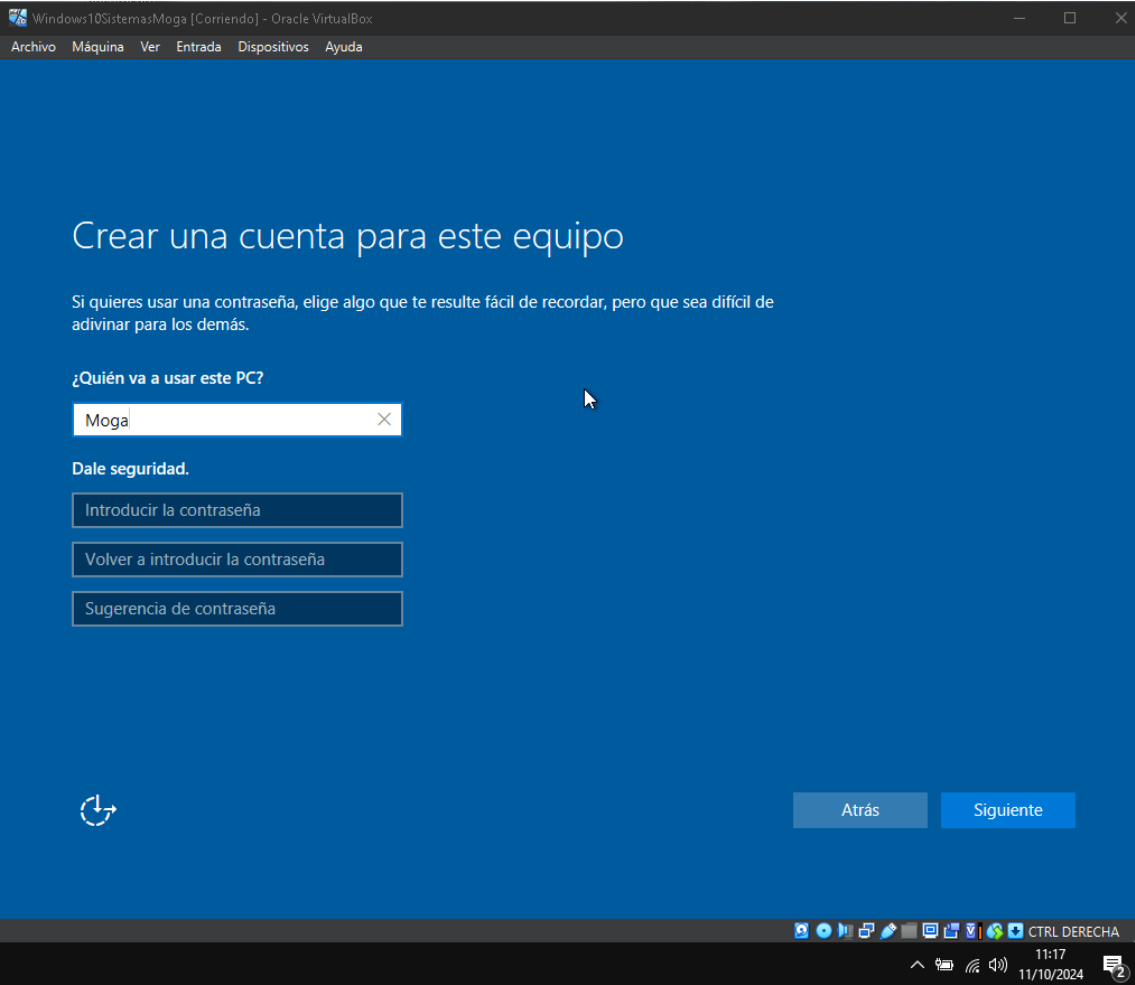 Windows10SistemasMoga [Corriendo] - Oracle VirtualBox
Archivo Máquina Ver Entrada Dispositivos Ayuda
Crear una cuenta para este equipo
Si quieres usar una contraseña, elige algo que te resulte fácil de recordar, pero que sea difícil de
adivinar para los demás.
¿Quién va a usar este PC?
Moga
Dale seguridad.
Introducir la contraseña
Volver a introducir la contraseña
Sugerencia de contraseña
Atrás Siguiente
CTRL DERECHA
11:17
11/10/2024
2